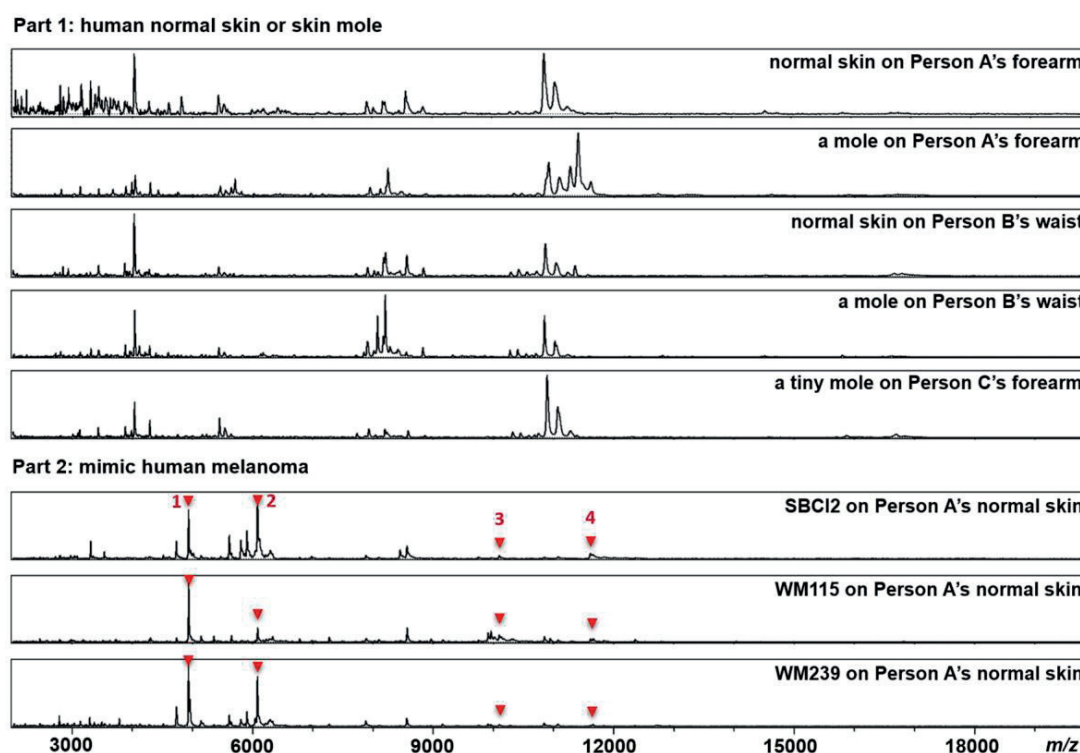 Part 1: human normal skin or skin mole
normal skin on Person A's forearm
a mole on Person A's forearm
normal skin on Person B's waist
a mole on Person B's waist
a tiny mole on Person C's forearm
Part 2: mimic human melanoma
1 2 3 4
SBCI2 on Person A's normal skin
WM115 on Person A's normal skin
WM239 on Person A's normal skin
3000 6000 9000 12000 15000 18000 m/z